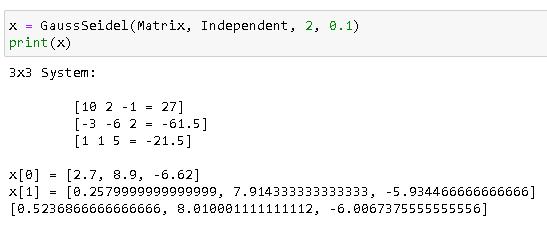 x = GaussSeidel(Matrix, Independent, 2, 0.1)
print(x)
3x3 System:
[10 2 -1 = 27]
[-3 -6 2 = -61.5]
[1 1 5 = -21.5]
x[0] = [2.7, 8.9, -6.62]
x[1] = [0.2579999999999999, 7.914333333333333, -5.934466666666666]
[0.5236866666666666, 8.010001111111112, -6.0067375555555556]